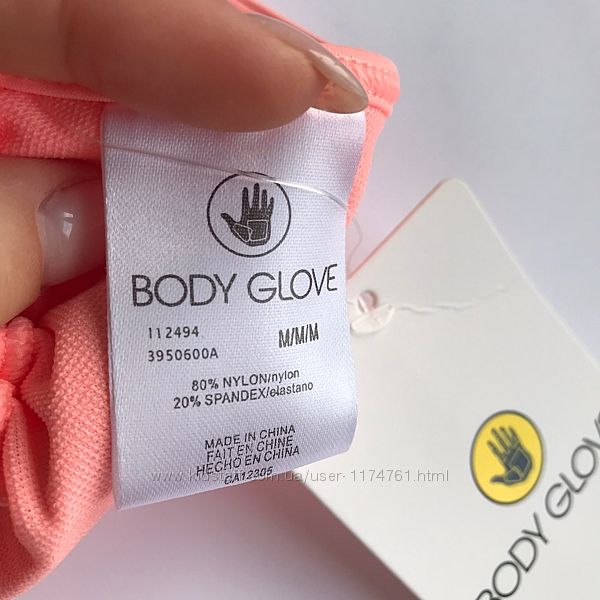 BODY GLOVE
112494
3950600A
M/M/M
80% NYLON/nylon
20% SPANDEX/elastano
MADE IN CHINA
FAIT EN CHINE
HECHO EN CHINA
CA12305
BODY GLOVE